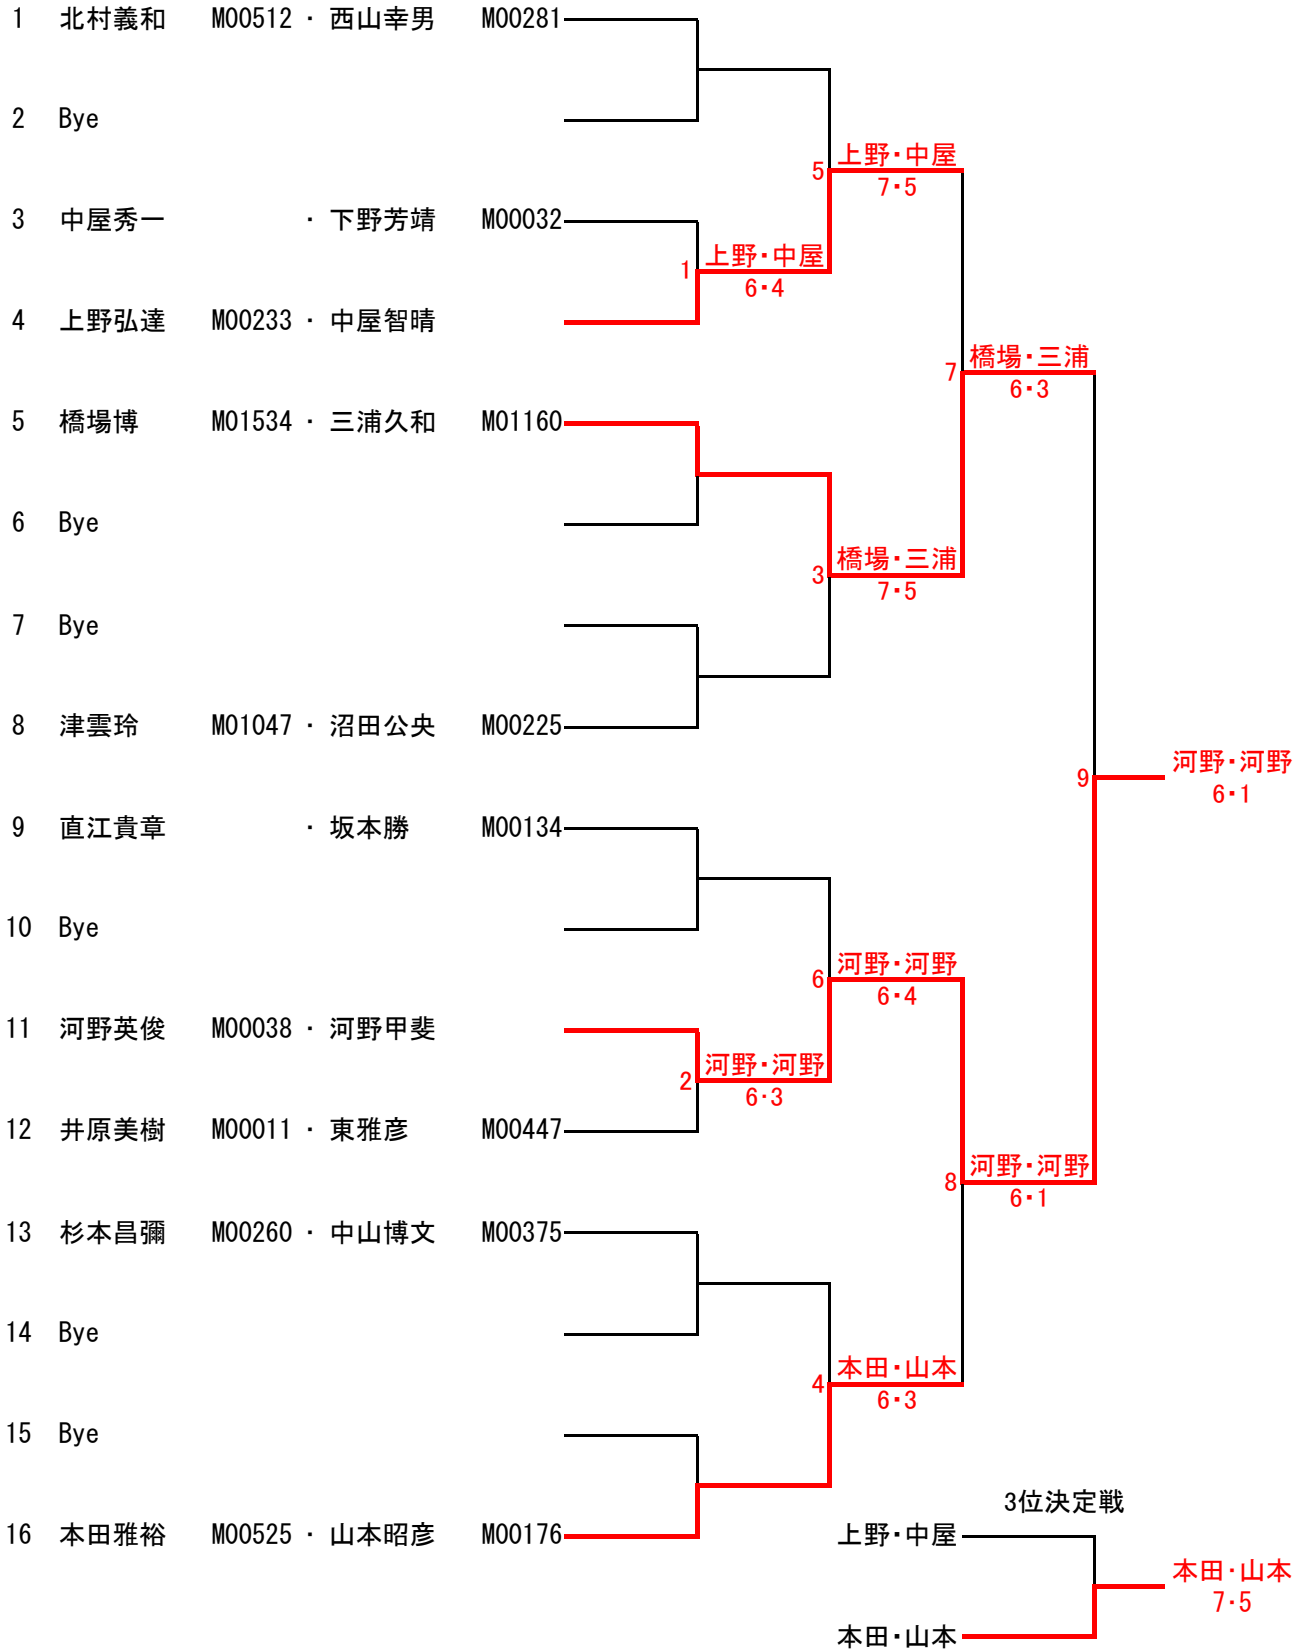 1 北村義和 M00512 ・ 西山幸男 M00281
2 Bye
上野・中屋
5
7・5
3 中屋秀一 ・ 下野芳靖 M00032
上野・中屋
1
6・4
4 上野弘達 M00233 ・ 中屋智晴
橋場・三浦
7
6・3
5 橋場博 M01534 ・ 三浦久和 M01160
6 Bye
橋場・三浦
3
7・5
7 Bye
8 津雲玲 M01047 ・ 沼田公央 M00225
河野・河野
9
6・1
9 直江貴章 ・ 坂本勝 M00134
10 Bye
河野・河野
6
6・4
11 河野英俊 M00038 ・ 河野甲斐
河野・河野
2
6・3
12 井原美樹 M00011 ・ 東雅彦 M00447
河野・河野
8
6・1
13 杉本昌彌 M00260 ・ 中山博文 M00375
14 Bye
本田・山本
4
6・3
15 Bye
3位決定戦
16 本田雅裕 M00525 ・ 山本昭彦 M00176
上野・中屋
本田・山本
7・5
本田・山本